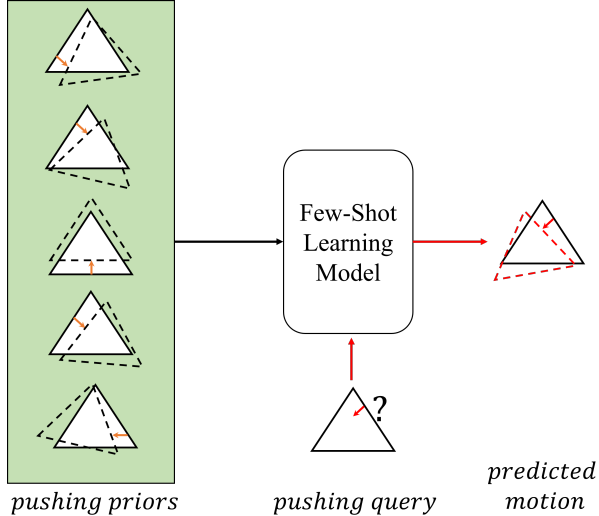 Few-Shot
Learning
Model
?
pushing priors
pushing query
predicted
motion